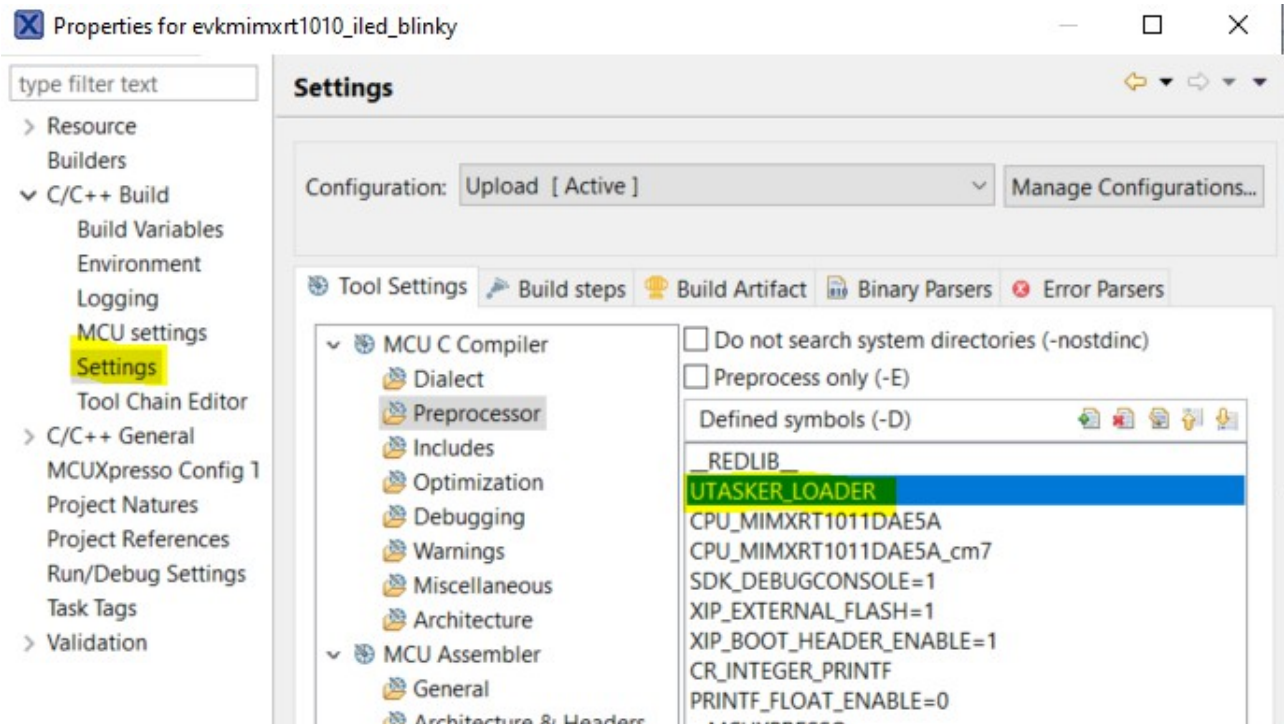 Properties for evkmimxrt1010_iled_blinky
type filter text
Resource
Builders
C/C++ Build
Build Variables
Environment
Logging
MCU settings
Settings
Tool Chain Editor
C/C++ General
MCUXpresso Config T
Project Natures
Project References
Run/Debug Settings
Task Tags
Validation
Settings
Configuration: Upload [ Active ] Manage Configurations...
Tool Settings Build steps Build Artifact Binary Parsers Error Parsers
MCU C Compiler
Dialect
Preprocessor
Includes
Optimization
Debugging
Warnings
Miscellaneous
Architecture
MCU Assembler
General
Architecture & Headers
Do not search system directories (-nostdinc)
Preprocess only (-E)
Defined symbols (-D)
__REDLIB__
UTASKER_LOADER
CPU_MIMXRT1011DAE5A
CPU_MIMXRT1011DAE5A_cm7
SDK_DEBUGCONSOLE=1
XIP_EXTERNAL_FLASH=1
XIP_BOOT_HEADER_ENABLE=1
CR_INTEGER_PRINTF
PRINTF_FLOAT_ENABLE=0